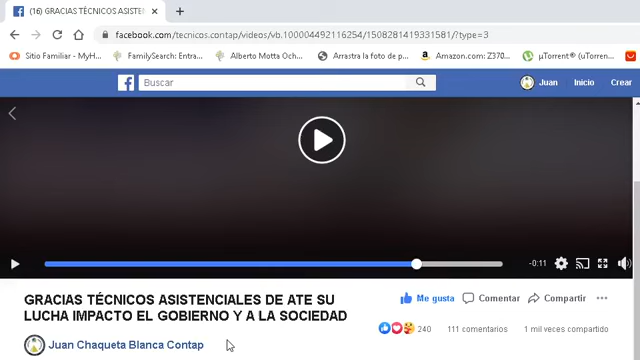 (16) GRACIAS TÉCNICOS ASISTEN
facebook.com/tecnicos.contap/videos/vb.100004492116254/1508281419331581/?type=3
Sitio Familiar - MyH... FamilySearch: Entra... Alberto Motta Och... Arrastra la foto de p... Amazon.com: Z370... µTorrent® (uTorren...
Buscar Juan Inicio Crear
-0:11
GRACIAS TÉCNICOS ASISTENCIALES DE ATE SU
LUCHA IMPACTO EL GOBIERNO Y A LA SOCIEDAD
Me gusta Comentar Compartir
240 111 comentarios 1 mil veces compartido
Juan Chaqueta Blanca Contap